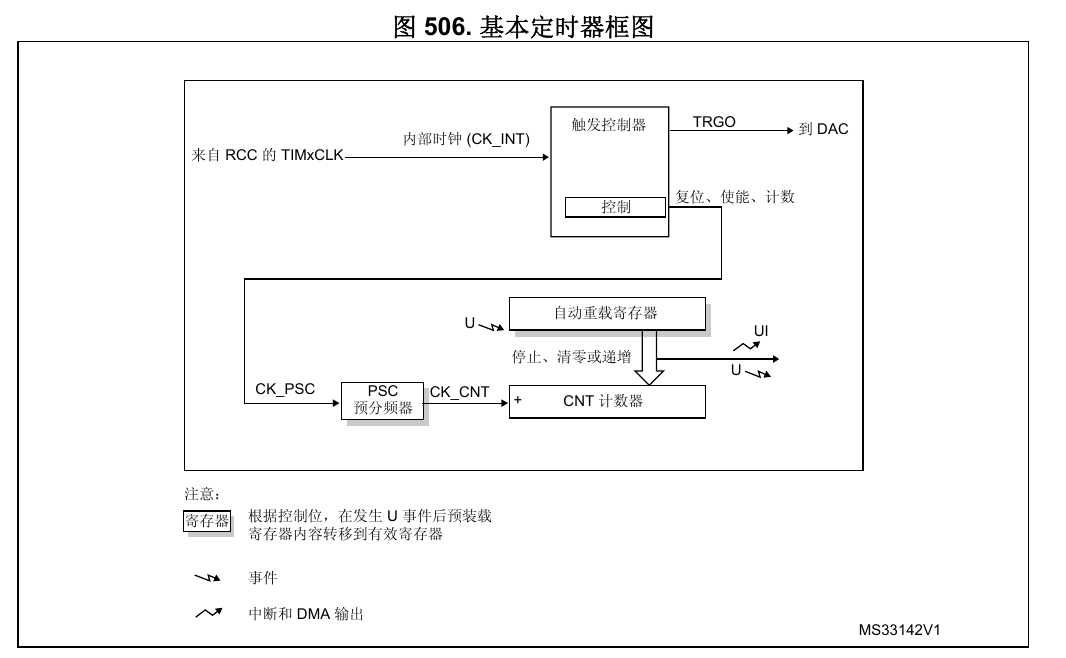 图 506. 基本定时器框图
触发控制器
TRGO
到 DAC
内部时钟 (CK_INT)
来自 RCC 的 TIMxCLK
控制
复位、使能、计数
自动重载寄存器
U
UI
停止、清零或递增
U
CK_PSC
PSC
预分频器
CK_CNT
+
CNT 计数器
注意：
寄存器
根据控制位，在发生 U 事件后预装载
寄存器内容转移到有效寄存器
事件
中断和 DMA 输出
MS33142V1